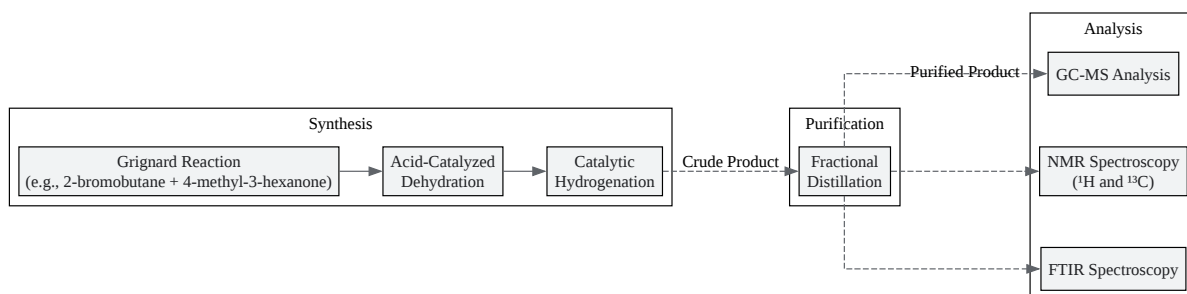 Synthesis
Grignard Reaction
(e.g., 2-bromobutane + 4-methyl-3-hexanone)
Acid-Catalyzed
Dehydration
Catalytic
Hydrogenation
Crude Product
Purification
Fractional
Distillation
Purified Product
Analysis
GC-MS Analysis
NMR Spectroscopy
(¹H and ¹³C)
FTIR Spectroscopy